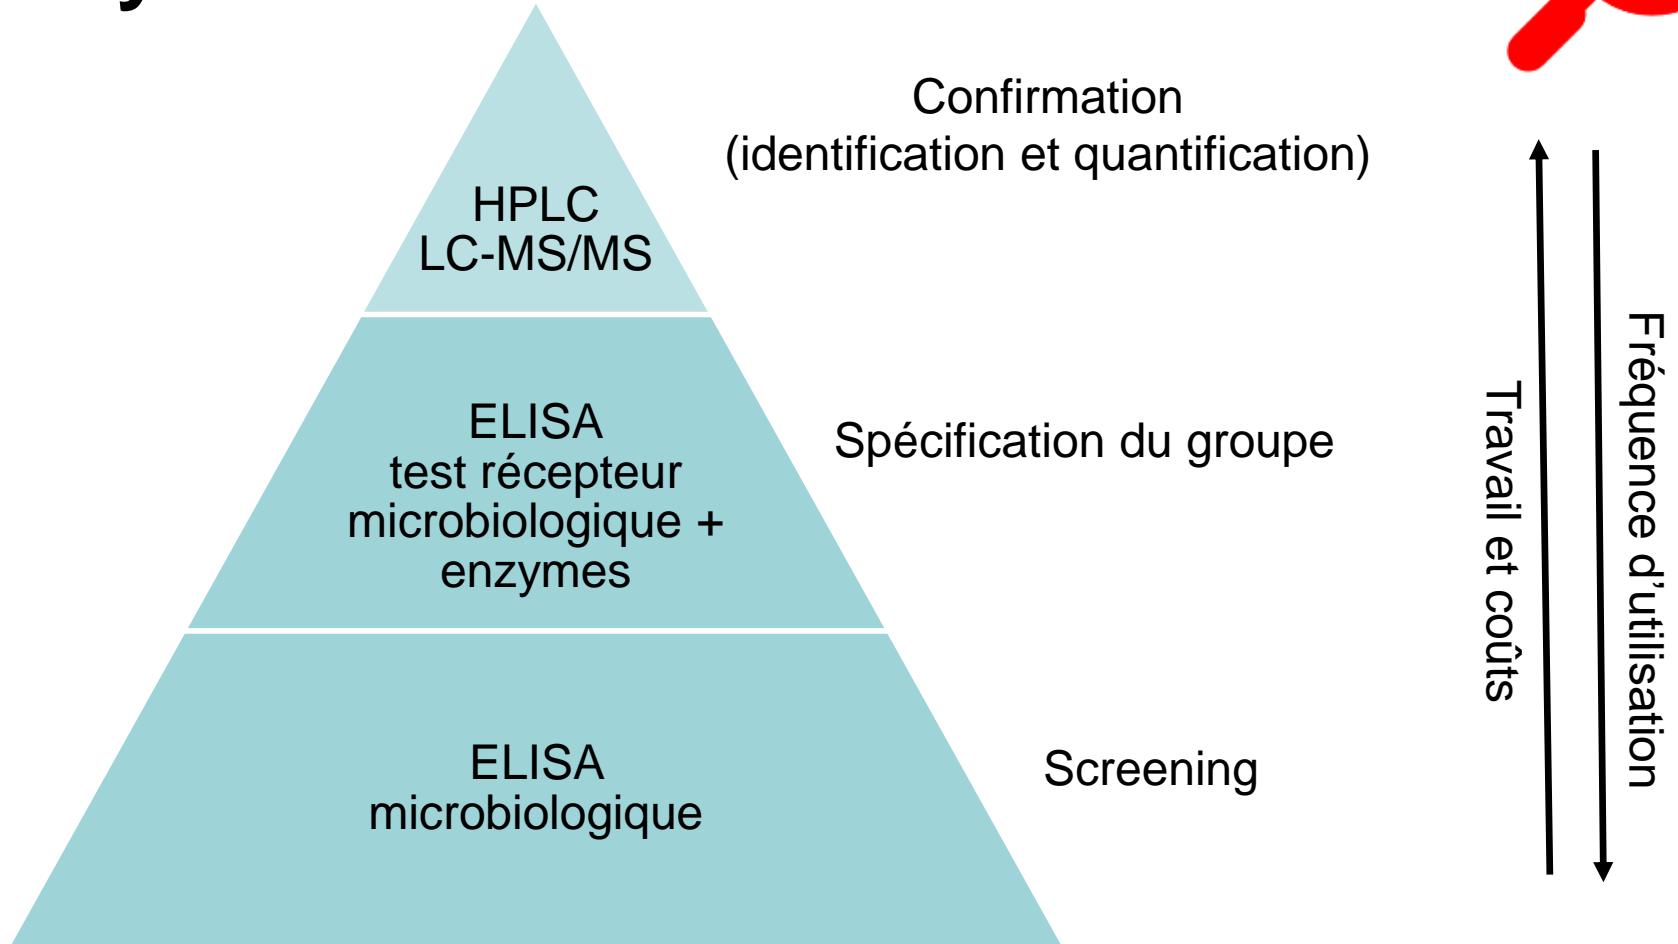 Confirmation
(identification et quantification)
HPLC
LC-MS/MS
ELISA
test récepteur
microbiologique +
enzymes
Spécification du groupe
ELISA
microbiologique
Screening
Travail et coûts
Fréquence d’utilisation